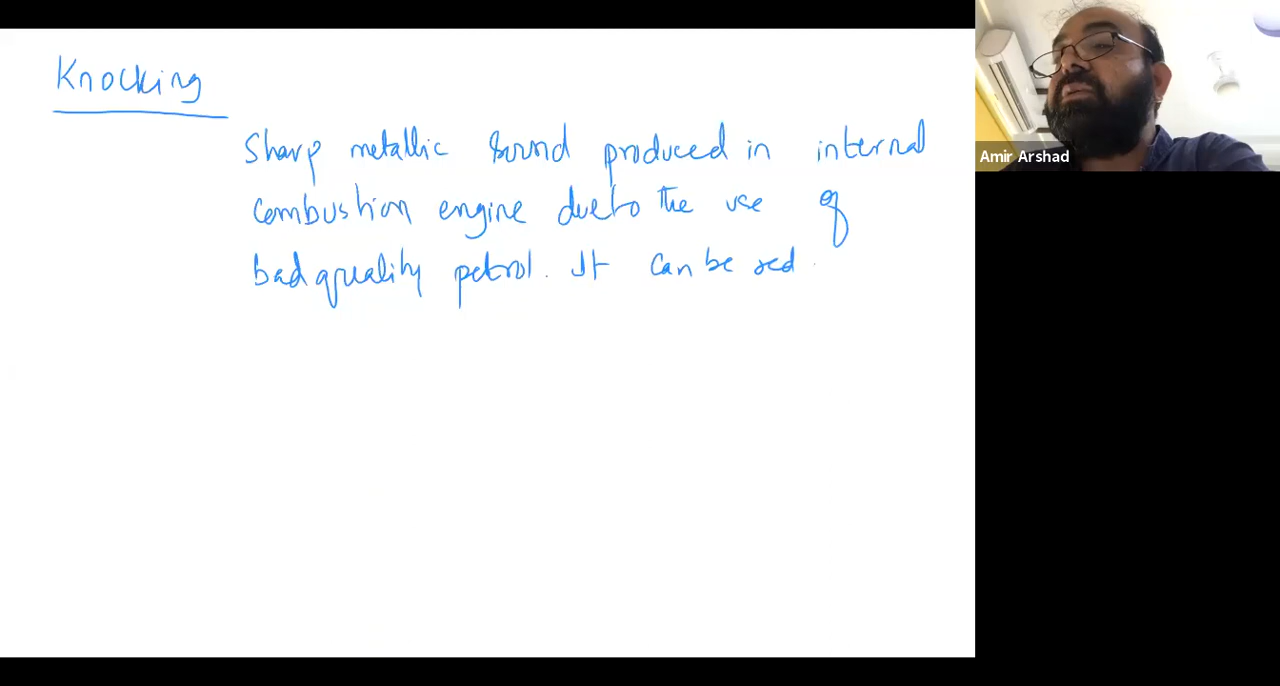 Knocking
Sharp metallic sound produced in internal
combustion engine due to the use of
bad quality petrol. It can be red
Amir Arshad